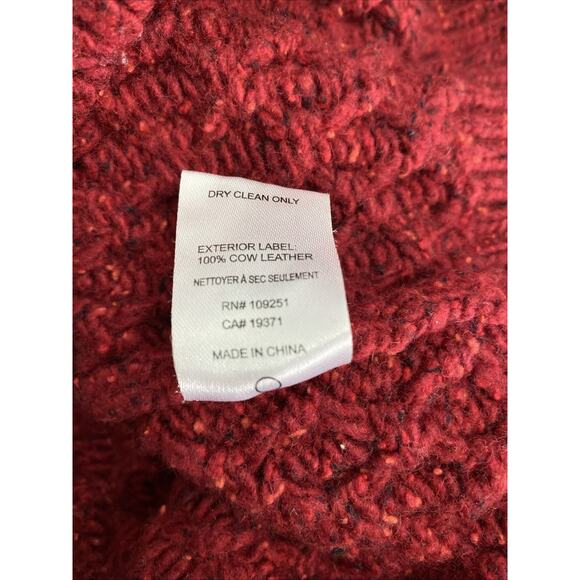 DRY CLEAN ONLY
EXTERIOR LABEL:
100% COW LEATHER
NETTOYER À SEC SEULEMENT
RN# 109251
CA# 19371
MADE IN CHINA